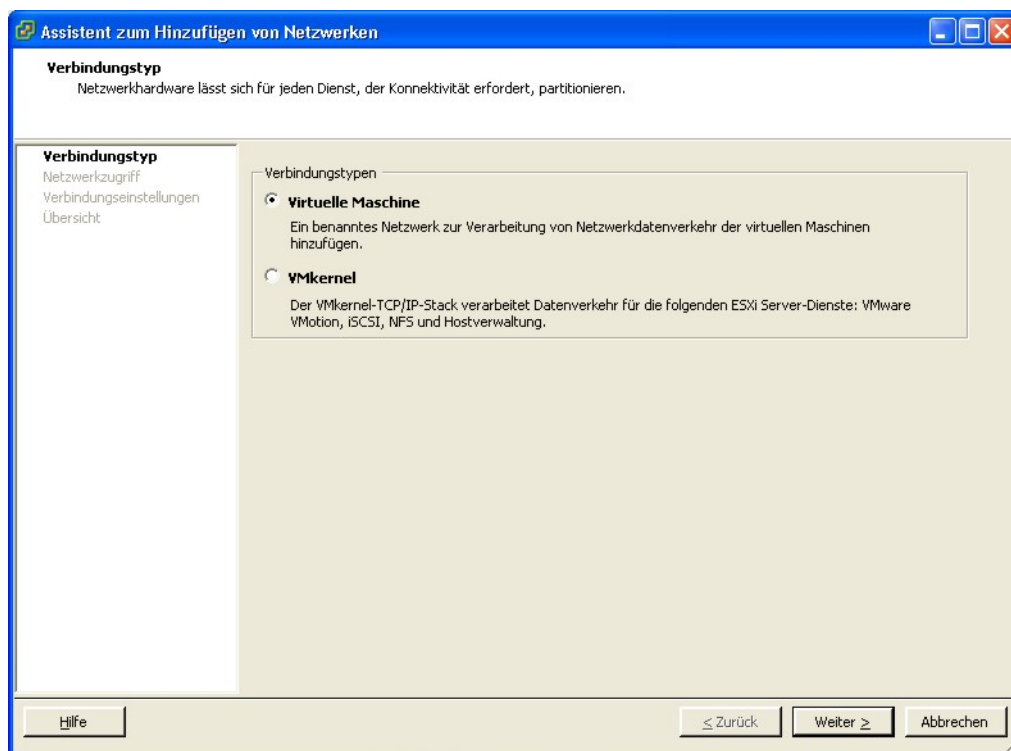 Assistent zum Hinzufügen von Netzwerken
Verbindungstyp
Netzwerkhardware lässt sich für jeden Dienst, der Konnektivität erfordert, partitionieren.
Verbindungstyp
Netzwerkzugriff
Verbindungseinstellungen
Übersicht
Verbindungstypen
Virtuelle Maschine
Ein benanntes Netzwerk zur Verarbeitung von Netzwerkdatenverkehr der virtuellen Maschinen
hinzufügen.
VMkernel
Der VMkernel-TCP/IP-Stack verarbeitet Datenverkehr für die folgenden ESXi Server-Dienste: VMware
VMotion, iSCSI, NFS und Hostverwaltung.
Hilfe
< Zurück
Weiter >
Abbrechen